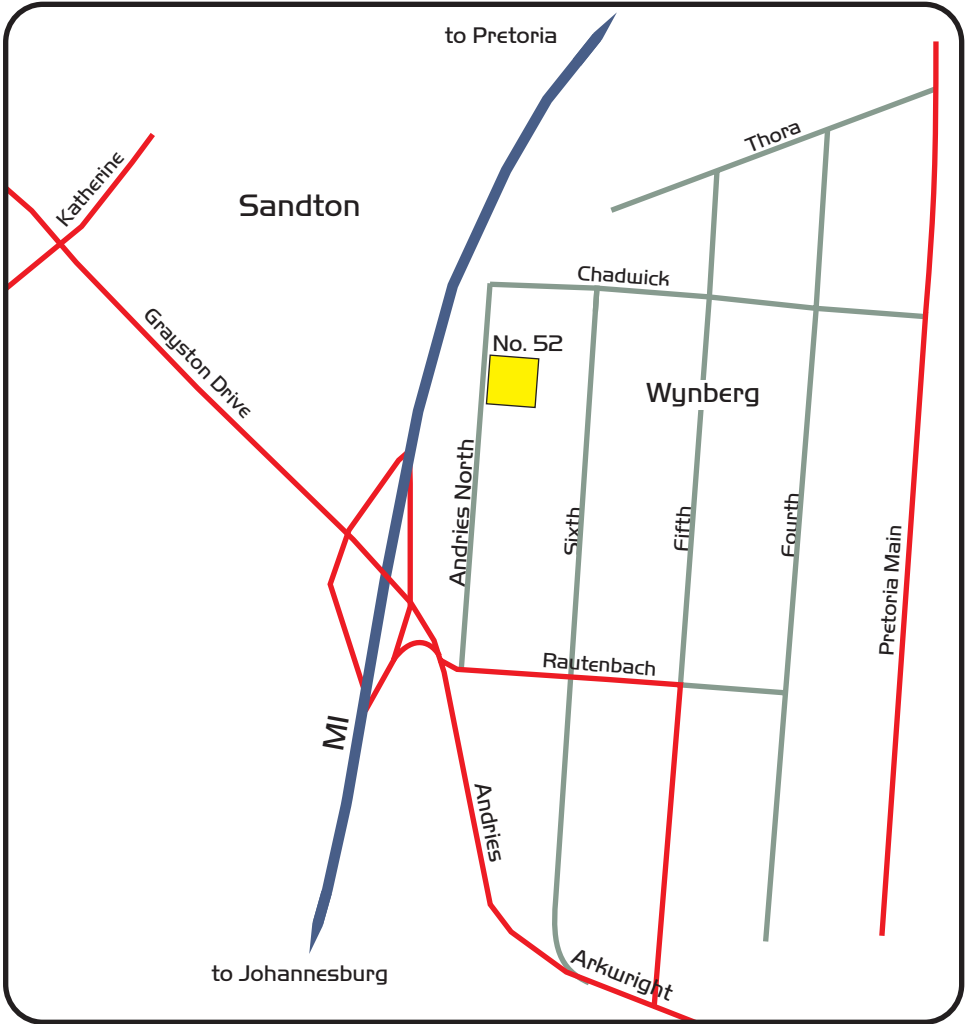 to Pretoria
Thora
Katherine
Sandton
Chadwick
Grayston Drive
No. 52
Wynberg
Andries North
Sixth
Fifth
Fourth
Pretoria Main
Rautenbach
MI
Andries
Arkwright
to Johannesburg